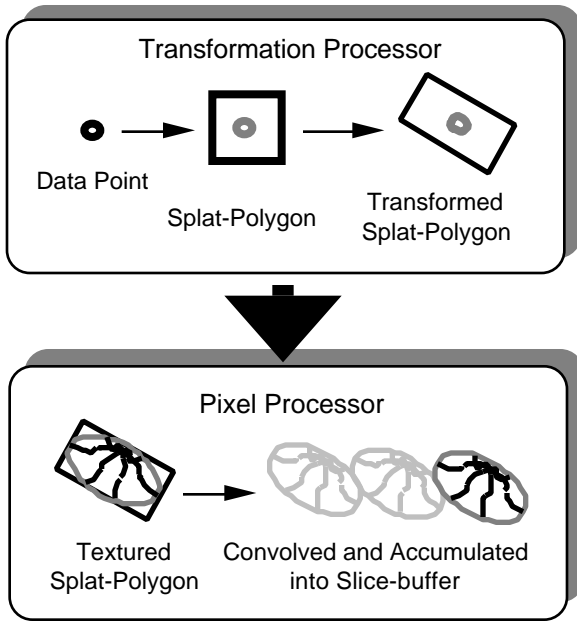 Transformation Processor
Data Point
Splat-Polygon
Transformed
Splat-Polygon
Pixel Processor
Textured
Splat-Polygon
Convolved and Accumulated
into Slice-buffer